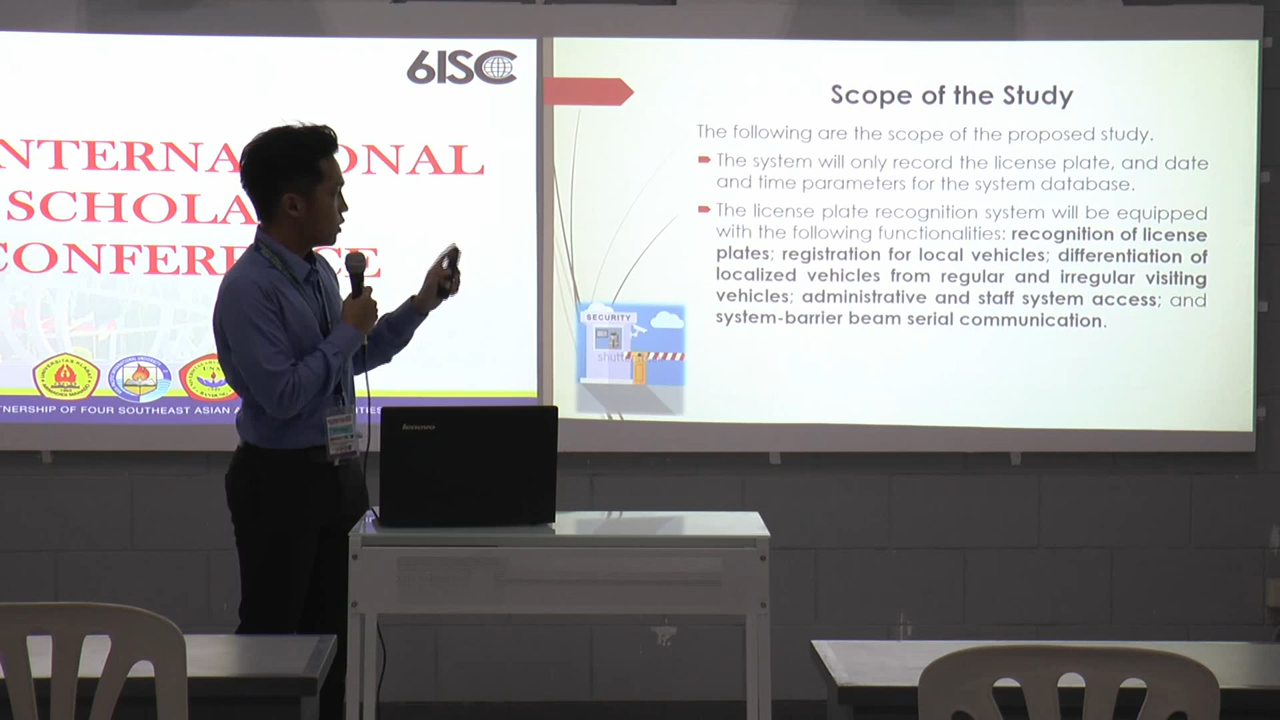 6ISC
NTERNA ONAL
SCHOLA
CONFERE CE
TNERSHIP OF FOUR SOUTHEAST ASIAN A
Scope of the Study
The following are the scope of the proposed study.
The system will only record the license plate, and date
and time parameters for the system database.
The license plate recognition system will be equipped
with the following functionalities: recognition of license
plates; registration for local vehicles; differentiation of
localized vehicles from regular and irregular visiting
vehicles; administrative and staff system access; and
system-barrier beam serial communication.
SECURITY
shutt
lenovo